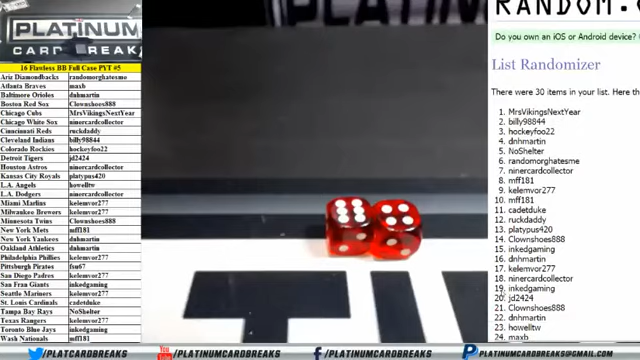 PLATINUM
CARD BREAK
16 Flawless BB Full Case PYT #5
Ariz Diamondbacks randomorghatesme
Atlanta Braves maxb
Baltimore Orioles dnhmartin
Boston Red Sox Clownshoes888
Chicago Cubs MrsVikingsNextYear
Chicago White Sox ninercardcollector
Cincinnati Reds ruckdaddy
Cleveland Indians billy98844
Colorado Rockies hockeyfoo22
Detroit Tigers jd2424
Houston Astros ninercardcollector
Kansas City Royals platypus420
L.A. Angels howelltw
L.A. Dodgers ninercardcollector
Miami Marlins kelemvor277
Milwaukee Brewers kelemvor277
Minnesota Twins Clownshoes888
New York Mets mff181
New York Yankees dnhmartin
Oakland Athletics dnhmartin
Philadelphia Phillies kelemvor277
Pittsburgh Pirates fsu67
San Diego Padres kelemvor277
San Fran Giants inkedgaming
Seattle Mariners kelemvor277
St. Louis Cardinals cadetduke
Tampa Bay Rays NoShelter
Texas Rangers kelemvor277
Toronto Blue Jays inkedgaming
Wash Nationals mff181
PLATINUM
RANDOM.O
Do you own an iOS or Android device?
List Randomizer
There were 30 items in your list. Here th
1. MrsVikingsNextYear
2. billy98844
3. hockeyfoo22
4. dnhmartin
5. NoShelter
6. randomorghatesme
7. ninercardcollector
8. mff181
9. kelemvor277
10. mff181
11. cadetduke
12. ruckdaddy
13. platypus420
14. Clownshoes888
15. inkedgaming
16. dnhmartin
17. kelemvor277
18. ninercardcollector
19. inkedgaming
20. jd2424
21. Clownshoes888
22. dnhmartin
23. howelltw
24. maxb
@PLATCARDBREAKS
/PLATINUMCARDBREAKS
/PLATINUMCARDBREAKS
PLATINUMCARDBREAKS@GMAIL.COM